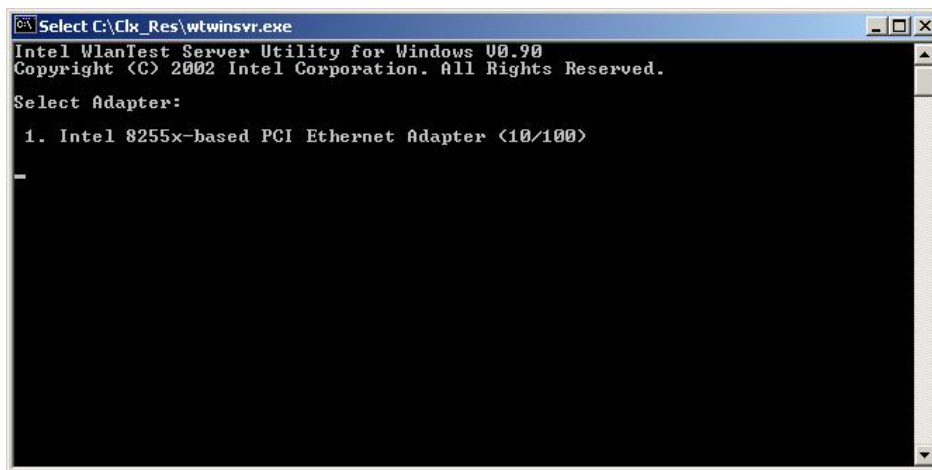 Select C:\Clx_Res\wtwinsvr.exe
Intel WlanTest Server Utility for Windows V0.90
Copyright (C) 2002 Intel Corporation. All Rights Reserved.
Select Adapter:
1. Intel 8255x-based PCI Ethernet Adapter (10/100)